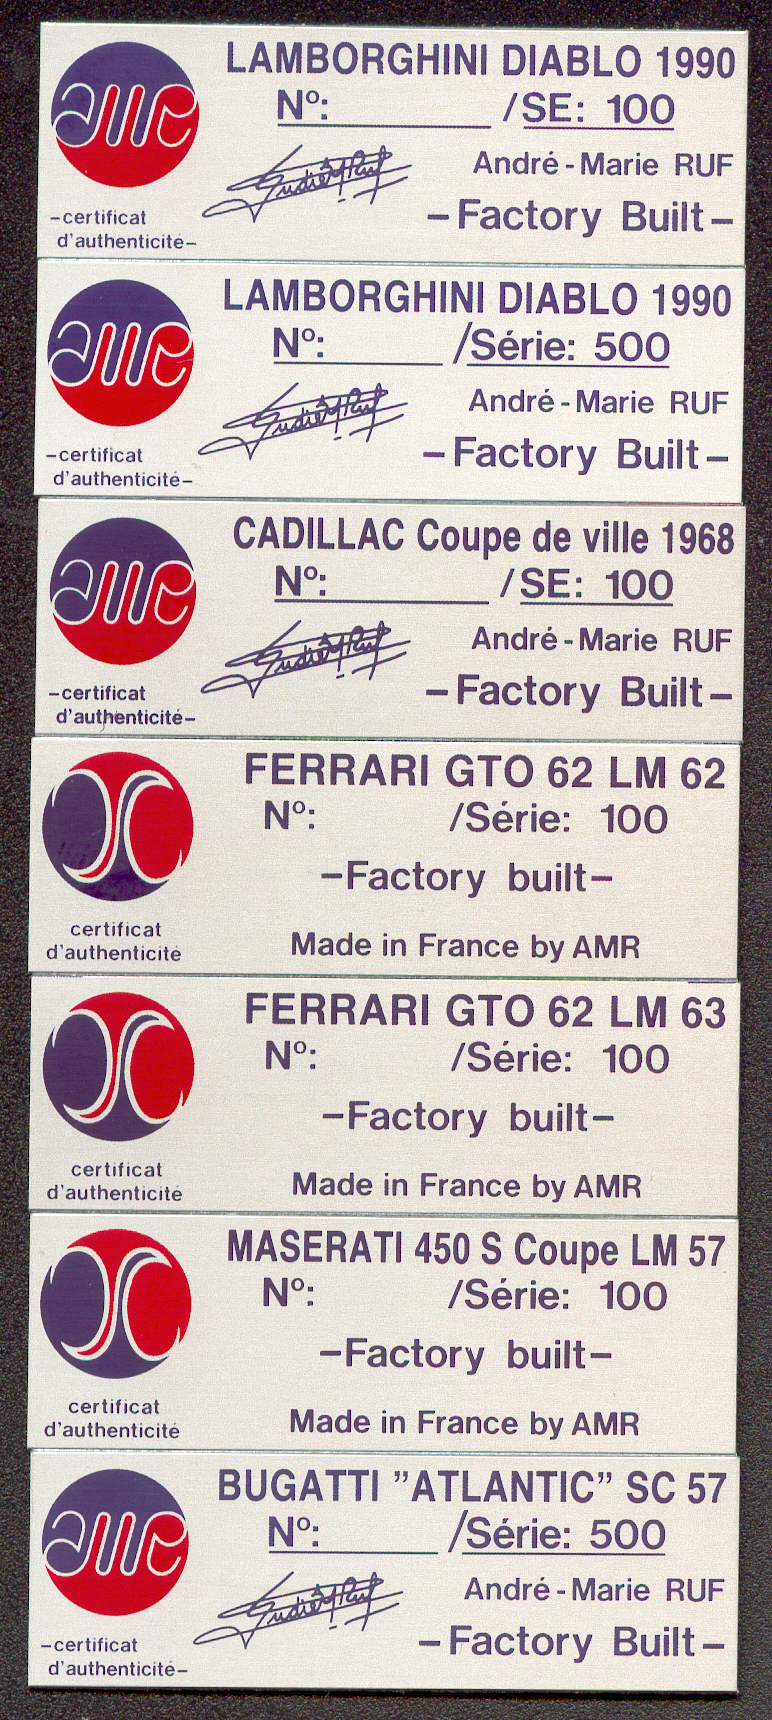 LAMBORGHINI DIABLO 1990
amr
Nº: /SE: 100
André-Marie RUF
-certificat
d'authenticité-
-Factory Built-
LAMBORGHINI DIABLO 1990
amr
Nº: /Série: 500
André-Marie RUF
-certificat
d'authenticité-
-Factory Built-
CADILLAC Coupe de ville 1968
amr
Nº: /SE: 100
André-Marie RUF
-certificat
d'authenticité-
-Factory Built-
FERRARI GTO 62 LM 62
Nº: /Série: 100
-Factory built-
certificat
d'authenticité
Made in France by AMR
FERRARI GTO 62 LM 63
Nº: /Série: 100
-Factory built-
certificat
d'authenticité
Made in France by AMR
MASERATI 450 S Coupe LM 57
Nº: /Série: 100
-Factory built-
certificat
d'authenticité
Made in France by AMR
BUGATTI "ATLANTIC" SC 57
amr
Nº: /Série: 500
André-Marie RUF
-certificat
d'authenticité-
-Factory Built-